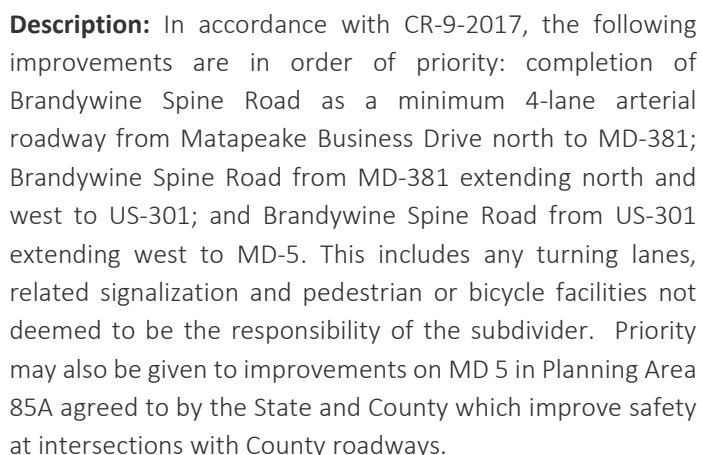 Description: In accordance with CR-9-2017, the following
improvements are in order of priority: completion of
Brandywine Spine Road as a minimum 4-lane arterial
roadway from Matapeake Business Drive north to MD-381;
Brandywine Spine Road from MD-381 extending north and
west to US-301; and Brandywine Spine Road from US-301
extending west to MD-5. This includes any turning lanes,
related signalization and pedestrian or bicycle facilities not
deemed to be the responsibility of the subdivider.  Priority
may also be given to improvements on MD 5 in Planning Area
85A agreed to by the State and County which improve safety
at intersections with County roadways.